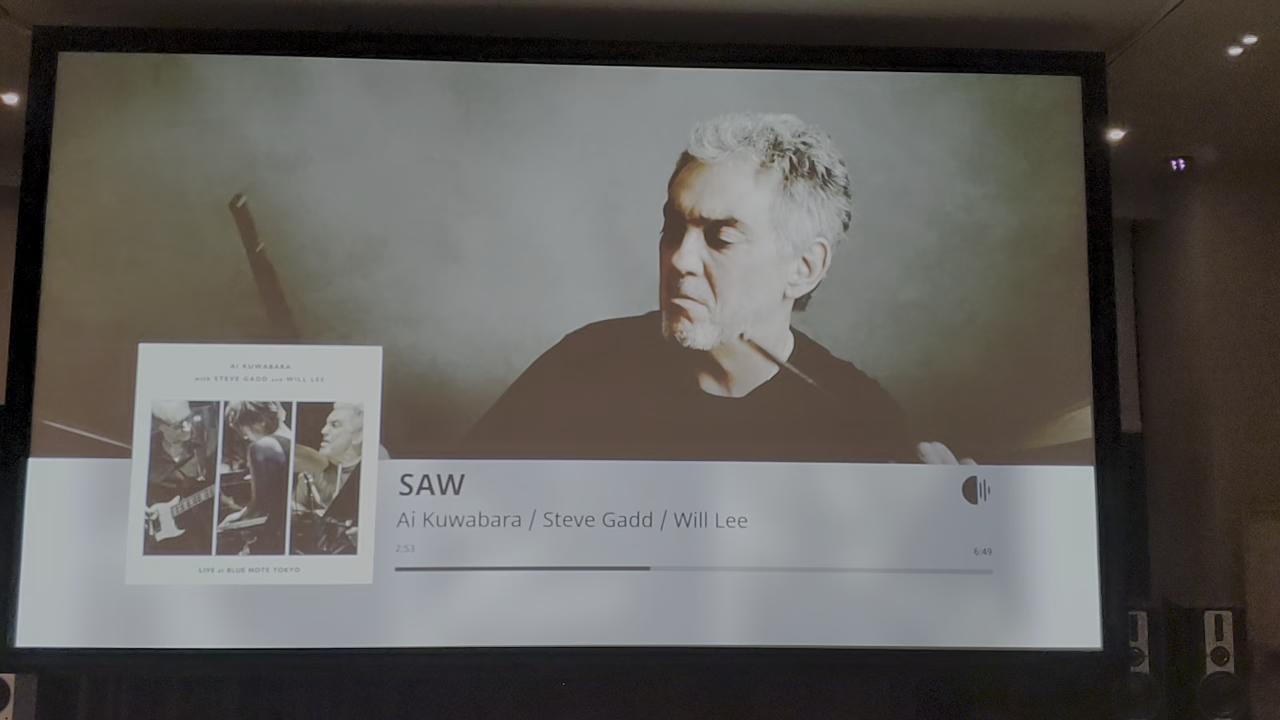 AI KUWABARA
with STEVE GADD and WILL LEE
LIVE at BLUE NOTE TOKYO
SAW
Ai Kuwabara / Steve Gadd / Will Lee
2:53
6:49